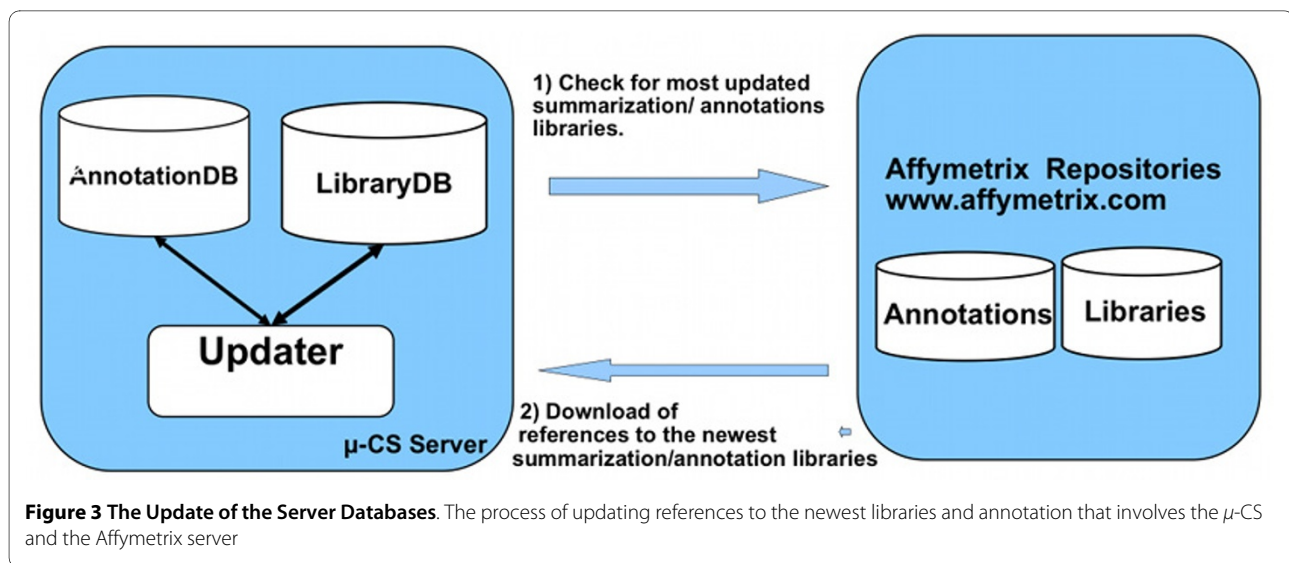 AnnotationDB
LibraryDB
Updater
μ-CS Server
1) Check for most updated
summarization/ annotations
libraries.
2) Download of
references to the newest
summarization/annotation libraries
Affymetrix Repositories
www.affymetrix.com
Annotations
Libraries
Figure 3 The Update of the Server Databases. The process of updating references to the newest libraries and annotation that involves the μ-CS
and the Affymetrix server